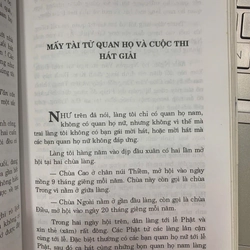 MẤY TÀI TỬ QUAN HỌ VÀ CUỘC THI
HÁT GIẢI
NHƯ trên đã nói, làng tôi chỉ có quan họ nam,
không có quan họ nữ, nhưng không vì thế mà
trai làng tôi không có bạn gái mời hát, hoặc mời hát mà
các bạn quan họ nữ không đáp ứng.
Làng tôi hàng năm vào dịp đầu xuân có hai lần mở
hội tại hai chùa làng.
— Chùa Cao ở chân núi Thiềm, mở hội vào
ngày mồng 9 tháng giêng mỗi năm. Chùa này còn gọi là chùa
Trong vì nằm ở giữa làng.
— Chùa Ngoài nằm ở gần đầu làng, còn gọi là chùa
Dẫu, mở hội vào ngày 20 tháng giêng mỗi năm.
Trong hai ngày hội trên, dân làng tới lễ Phật và
xin thẻ (xăm) rất đông. Các Phật tử các làng lân cận
cũng tới lễ. Đặc biệt thường có các bạn quan họ nữ tới lễ
Phật, sau đó ca hát cùng những bạn quan họ nam làng